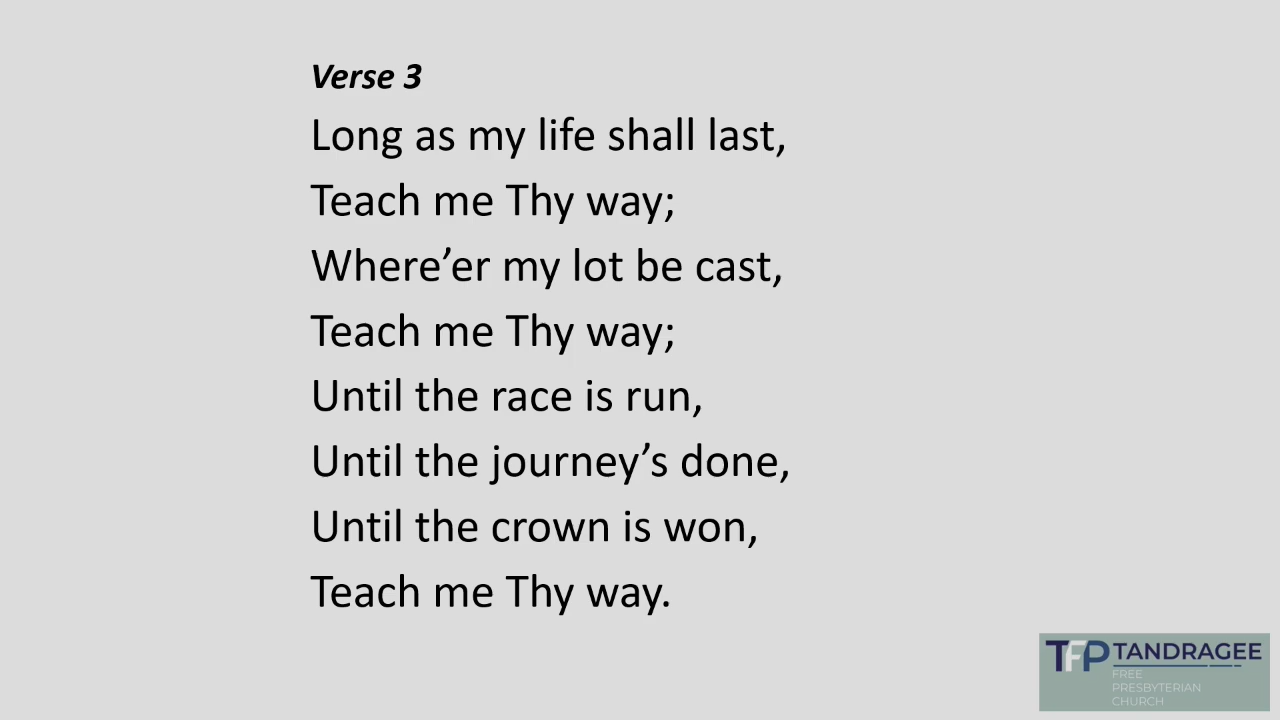 Verse 3
Long as my life shall last,
Teach me Thy way;
Where’er my lot be cast,
Teach me Thy way;
Until the race is run,
Until the journey’s done,
Until the crown is won,
Teach me Thy way.
TFP TANDRAGEE
FREE
PRESBYTERIAN
CHURCH